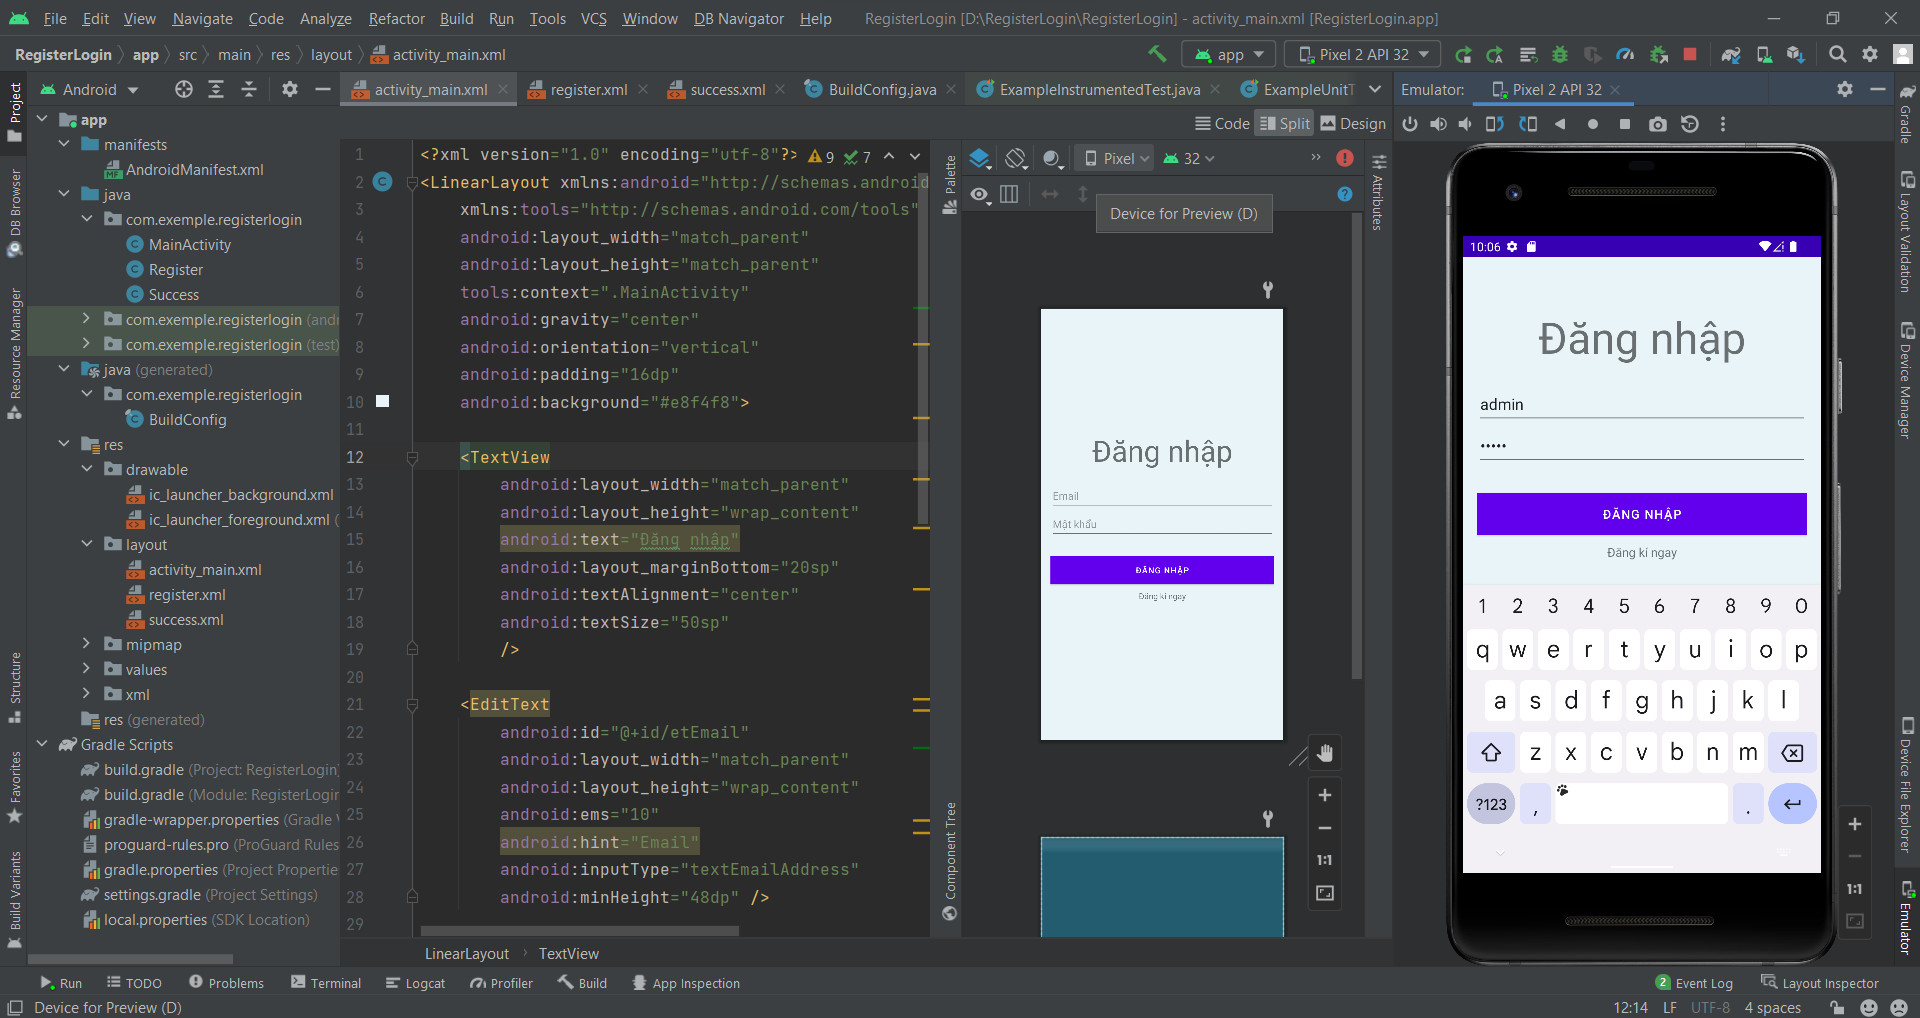 File Edit View Navigate Code Analyze Refactor Build Run Tools VCS Window DB Navigator Help RegisterLogin [D:\RegisterLogin\RegisterLogin] - activity_main.xml [RegisterLogin.app]
RegisterLogin app src main res layout activity_main.xml app Pixel 2 API 32
Android activity_main.xml register.xml success.xml BuildConfig.java ExampleInstrumentedTest.java ExampleUnitT Emulator: Pixel 2 API 32
Code Split Design
Project
DB Browser
Resource Manager
Structure
Favorites
Build Variants
app
manifests
AndroidManifest.xml
java
com.exemple.registerlogin
MainActivity
Register
Success
com.exemple.registerlogin (andr
com.exemple.registerlogin (test)
java (generated)
com.exemple.registerlogin
BuildConfig
res
drawable
ic_launcher_background.xml
ic_launcher_foreground.xml (
layout
activity_main.xml
register.xml
success.xml
mipmap
values
xml
res (generated)
Gradle Scripts
build.gradle (Project: RegisterLogin)
build.gradle (Module: RegisterLogin
gradle-wrapper.properties (Gradle V
proguard-rules.pro (ProGuard Rules
gradle.properties (Project Propertie
settings.gradle (Project Settings)
local.properties (SDK Location)
1 <?xml version="1.0" encoding="utf-8"?> 9 7
2 <LinearLayout xmlns:android="http://schemas.android
3 xmlns:tools="http://schemas.android.com/tools"
4 android:layout_width="match_parent"
5 android:layout_height="match_parent"
6 tools:context=".MainActivity"
7 android:gravity="center"
8 android:orientation="vertical"
9 android:padding="16dp"
10 android:background="#e8f4f8">
11
12 <TextView
13 android:layout_width="match_parent"
14 android:layout_height="wrap_content"
15 android:text="Đăng nhập"
16 android:layout_marginBottom="20sp"
17 android:textAlignment="center"
18 android:textSize="50sp"
19 />
20
21 <EditText
22 android:id="@+id/etEmail"
23 android:layout_width="match_parent"
24 android:layout_height="wrap_content"
25 android:ems="10"
26 android:hint="Email"
27 android:inputType="textEmailAddress"
28 android:minHeight="48dp" />
29
LinearLayout TextView
Palette
Component Tree
Pixel 32
Device for Preview (D)
Đăng nhập
Email
Mật khẩu
ĐĂNG NHẬP
Đăng kí ngay
1:1
Attributes
10:06
Đăng nhập
admin
•••••
ĐĂNG NHẬP
Đăng kí ngay
1 2 3 4 5 6 7 8 9 0
q w e r t y u i o p
a s d f g h j k l
z x c v b n m
?123 , .
1:1
Gradle
Layout Validation
Device Manager
Device File Explorer
Emulator
Run TODO Problems Terminal Logcat Profiler Build App Inspection 2 Event Log Layout Inspector
Device for Preview (D) 12:14 LF UTF-8 4 spaces